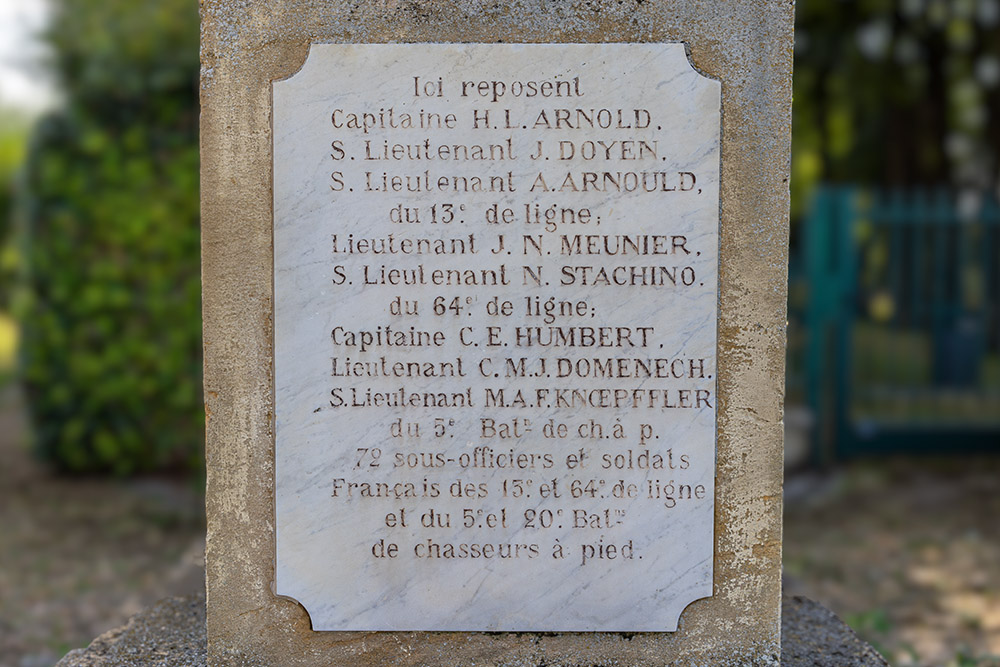 Ici reposent
Capitaine H. L. ARNOLD.
S. Lieutenant J. DOYEN.
S. Lieutenant A. ARNOULD,
du 13e de ligne;
Lieutenant J. N. MEUNIER,
S. Lieutenant N. STACHINO.
du 64e de ligne;
Capitaine C. E. HUMBERT.
Lieutenant C. M. J. DOMENECH.
S. Lieutenant M. A. F. KNŒPFFLER
du 5e Batn de ch. à p.
72 sous-officiers et soldats
Français des 13e et 64e de ligne
et du 5e et 20e Batns
de chasseurs à pied.